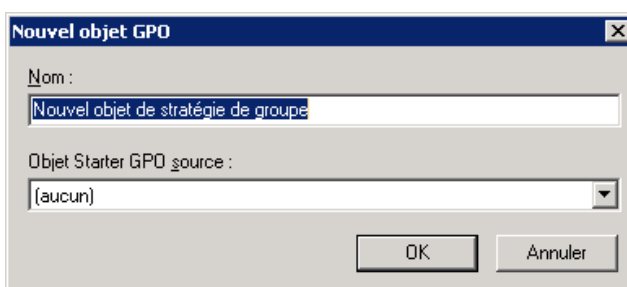 Nouvel objet GPO
Nom :
Nouvel objet de stratégie de groupe
Objet Starter GPO source :
(aucun)
OK Annuler